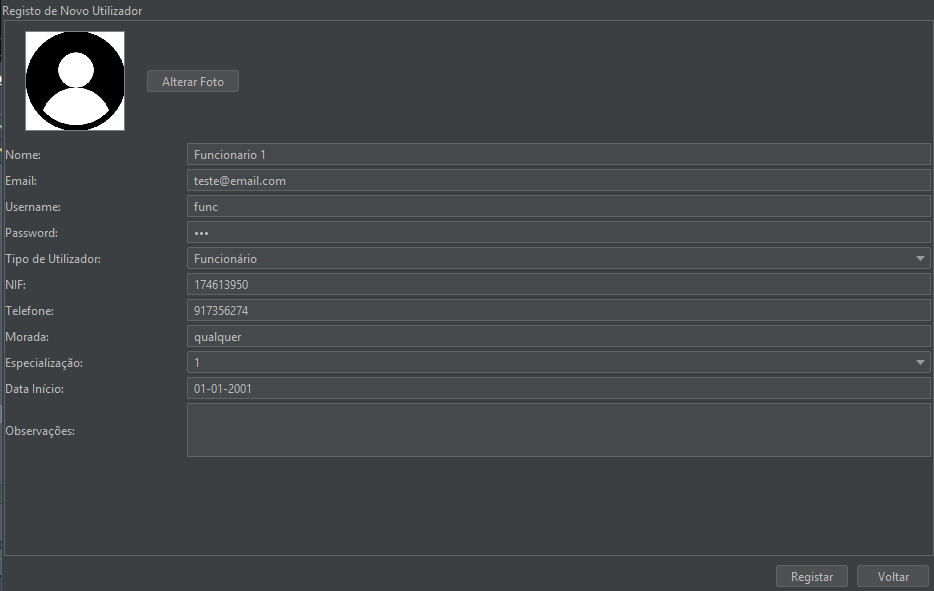 Registo de Novo Utilizador
Alterar Foto
Nome: Funcionario 1
Email: teste@email.com
Username: func
Password: •••
Tipo de Utilizador: Funcionário
NIF: 174613950
Telefone: 917356274
Morada: qualquer
Especialização: 1
Data Início: 01-01-2001
Observações:
Registar Voltar